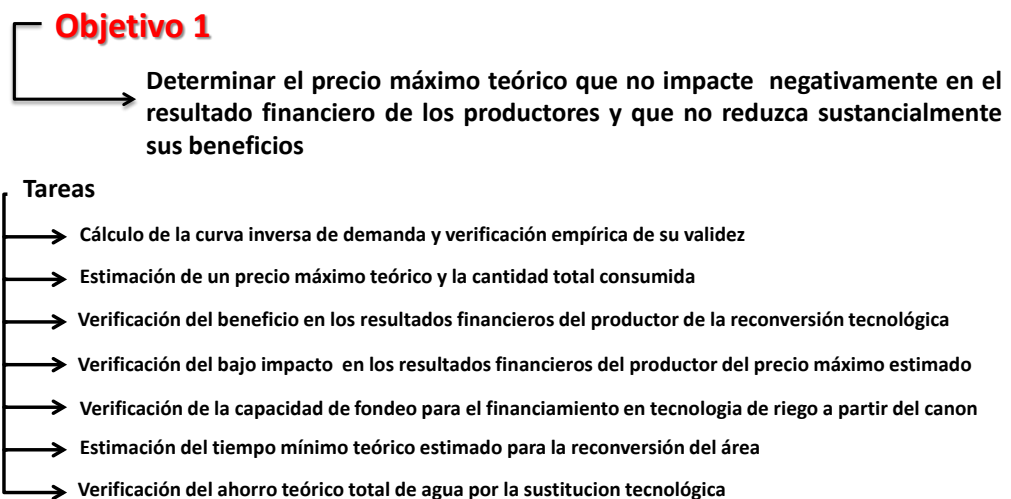 Objetivo 1
Determinar el precio máximo teórico que no impacte negativamente en el
resultado financiero de los productores y que no reduzca sustancialmente
sus beneficios
Tareas
Cálculo de la curva inversa de demanda y verificación empírica de su validez
Estimación de un precio máximo teórico y la cantidad total consumida
Verificación del beneficio en los resultados financieros del productor de la reconversión tecnológica
Verificación del bajo impacto en los resultados financieros del productor del precio máximo estimado
Verificación de la capacidad de fondeo para el financiamiento en tecnologia de riego a partir del canon
Estimación del tiempo mínimo teórico estimado para la reconversión del área
Verificación del ahorro teórico total de agua por la sustitucion tecnológica